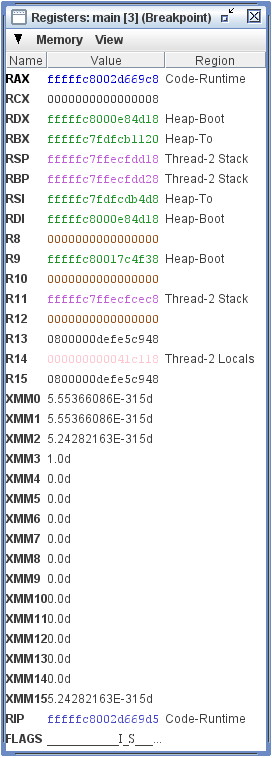 Registers: main [3] (Breakpoint)
Memory View
Name Value Region
RAX fffffc8002d669c8 Code-Runtime
RCX 0000000000000008
RDX fffffc8000e84d18 Heap-Boot
RBX fffffc7fdfcb1120 Heap-To
RSP fffffc7ffecfdd18 Thread-2 Stack
RBP fffffc7ffecfdd28 Thread-2 Stack
RSI fffffc7fdfcdb4d8 Heap-To
RDI fffffc8000e84d18 Heap-Boot
R8 0000000000000000
R9 fffffc80017c4f38 Heap-Boot
R10 0000000000000000
R11 fffffc7ffecfcec8 Thread-2 Stack
R12 0000000000000000
R13 0800000defe5c948
R14 00000000041c118 Thread-2 Locals
R15 0800000defe5c948
XMM0 5.55366086E-315d
XMM1 5.55366086E-315d
XMM2 5.24282163E-315d
XMM3 1.0d
XMM4 0.0d
XMM5 0.0d
XMM6 0.0d
XMM7 0.0d
XMM8 0.0d
XMM9 0.0d
XMM10 0.0d
XMM11 0.0d
XMM12 0.0d
XMM13 0.0d
XMM14 0.0d
XMM15 5.24282163E-315d
RIP fffffc8002d669d5 Code-Runtime
FLAGS _____________I_S___...